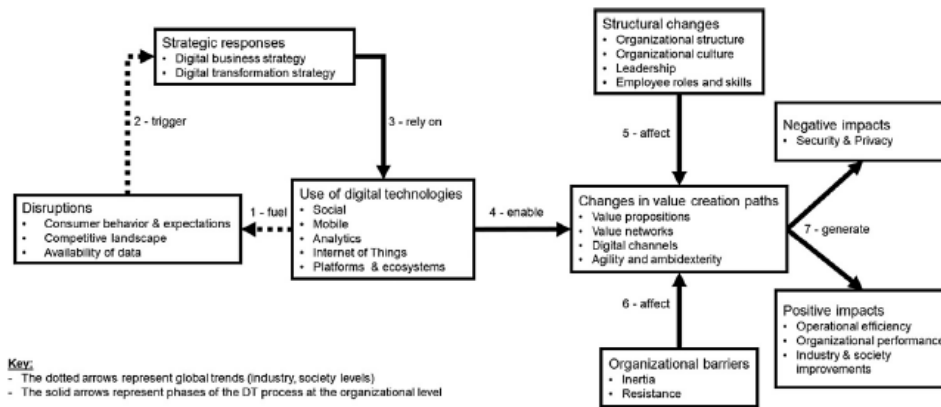 Strategic responses
• Digital business strategy
• Digital transformation strategy
2 - trigger
3 - rely on
Disruptions
• Consumer behavior & expectations
• Competitive landscape
• Availability of data
1 - fuel
Use of digital technologies
• Social
• Mobile
• Analytics
• Internet of Things
• Platforms & ecosystems
4 - enable
Structural changes
• Organizational structure
• Organizational culture
• Leadership
• Employee roles and skills
5 - affect
Changes in value creation paths
• Value propositions
• Value networks
• Digital channels
• Agility and ambidexterity
6 - affect
Organizational barriers
• Inertia
• Resistance
Negative impacts
• Security & Privacy
7 - generate
Positive impacts
• Operational efficiency
• Organizational performance
• Industry & society
improvements
Key:
- The dotted arrows represent global trends (industry, society levels)
- The solid arrows represent phases of the DT process at the organizational level